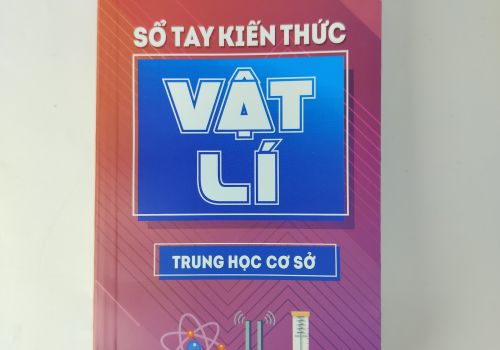 SỔ TAY KIẾN THỨC
VẬT
LÍ
TRUNG HỌC CƠ SỞ